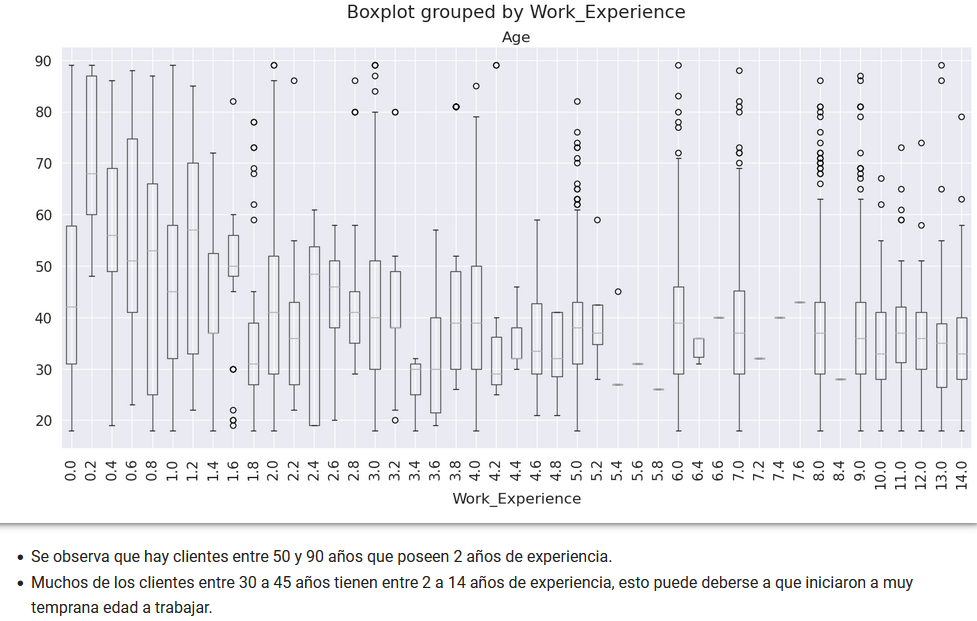 Boxplot grouped by Work_Experience
Age
90
80
70
60
50
40
30
20
0.0 0.2 0.4 0.6 0.8 1.0 1.2 1.4 1.6 1.8 2.0 2.2 2.4 2.6 2.8 3.0 3.2 3.4 3.6 3.8 4.0 4.2 4.4 4.6 4.8 5.0 5.2 5.4 5.6 5.8 6.0 6.4 6.6 7.0 7.2 7.4 7.6 8.0 8.4 9.0 10.0 11.0 12.0 13.0 14.0
Work_Experience
• Se observa que hay clientes entre 50 y 90 años que poseen 2 años de experiencia.
• Muchos de los clientes entre 30 a 45 años tienen entre 2 a 14 años de experiencia, esto puede deberse a que iniciaron a muy
temprana edad a trabajar.